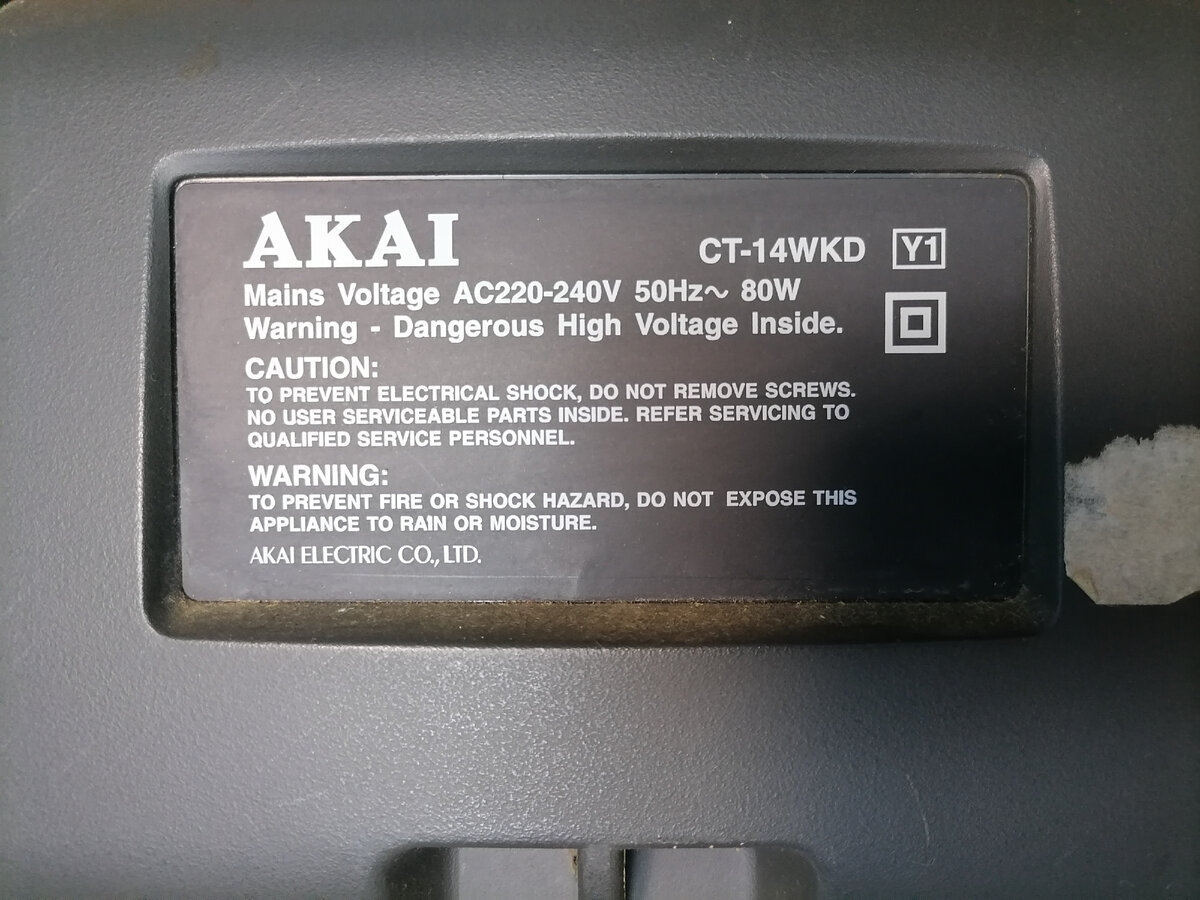 AKAI
CT-14WKD Y1
Mains Voltage AC220-240V 50Hz~ 80W
Warning - Dangerous High Voltage Inside.
CAUTION:
TO PREVENT ELECTRICAL SHOCK, DO NOT REMOVE SCREWS.
NO USER SERVICEABLE PARTS INSIDE. REFER SERVICING TO
QUALIFIED SERVICE PERSONNEL.
WARNING:
TO PREVENT FIRE OR SHOCK HAZARD, DO NOT EXPOSE THIS
APPLIANCE TO RAIN OR MOISTURE.
AKAI ELECTRIC CO., LTD.